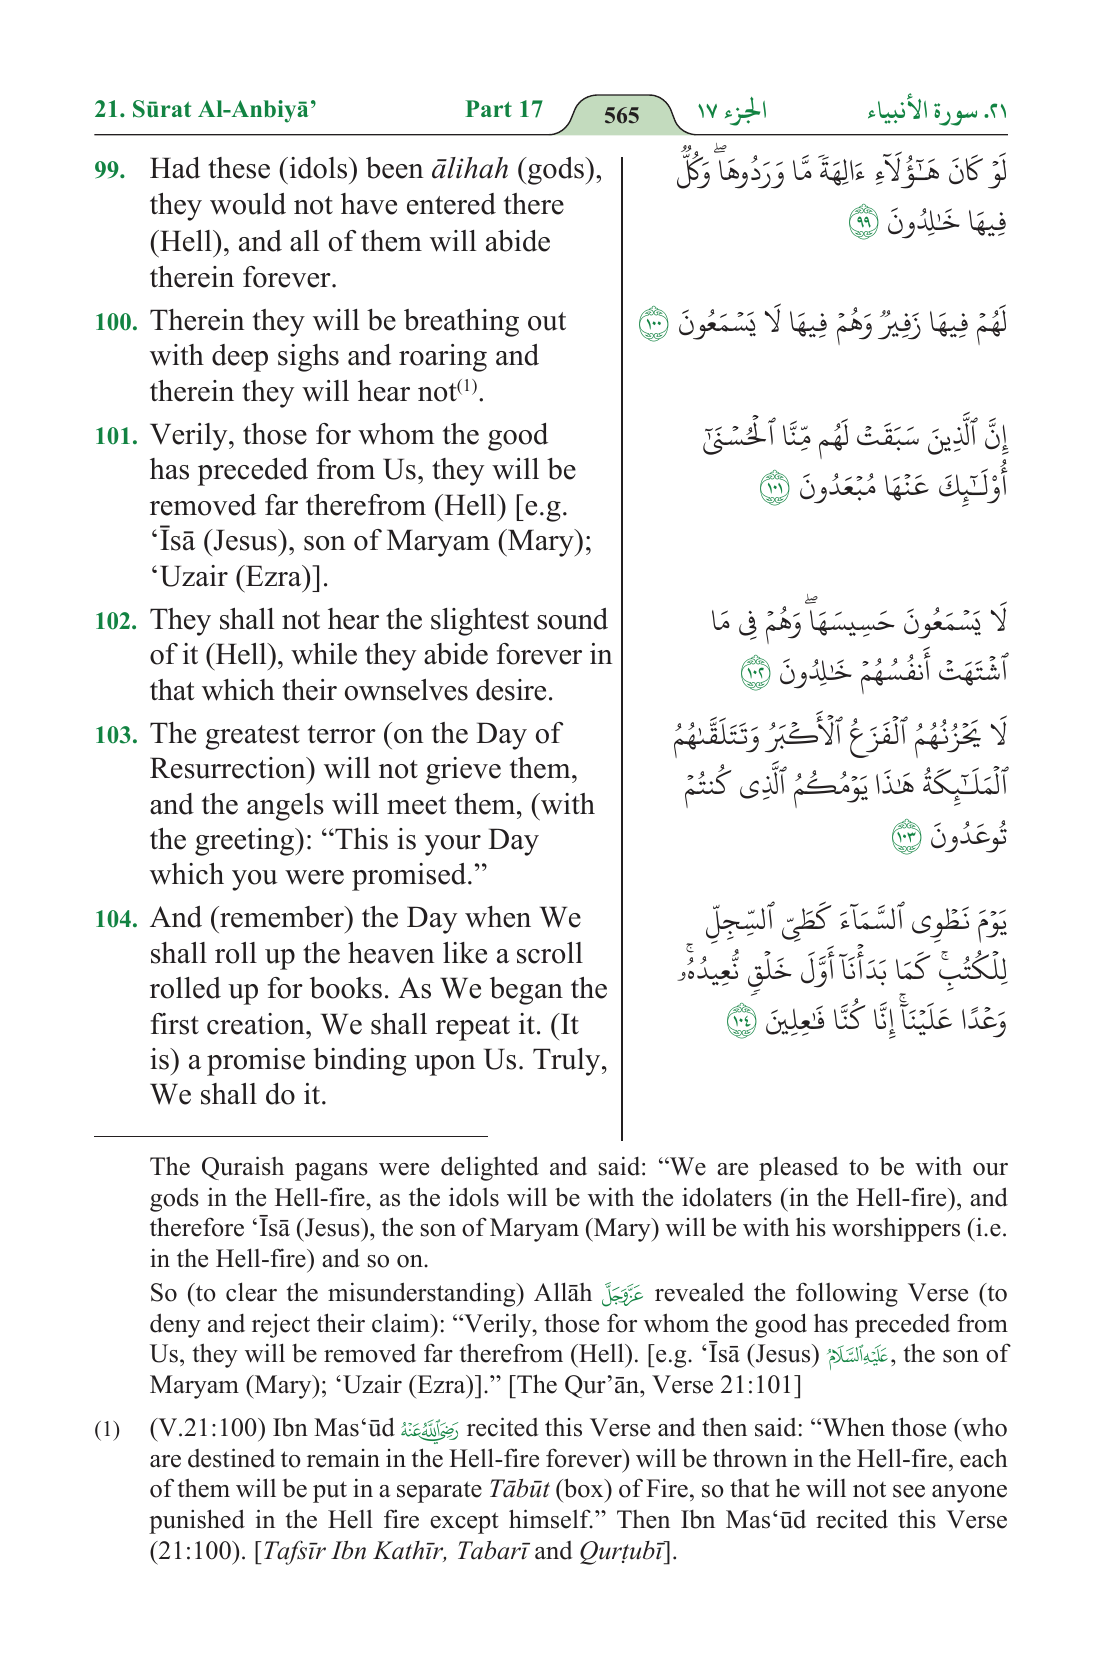 21. Sūrat Al-Anbiyā’ Part 17 565 الجزء ١٧ ٢١. سورة الأنبياء
99. Had these (idols) been ālihah (gods),
they would not have entered there
(Hell), and all of them will abide
therein forever.
لَوْ كَانَ هَـٰٓؤُلَآءِ ءَالِهَةً مَّا وَرَدُوهَا ۖ وَكُلٌّ
فِيهَا خَـٰلِدُونَ ٩٩
100. Therein they will be breathing out
with deep sighs and roaring and
therein they will hear not(1).
لَهُمْ فِيهَا زَفِيرٌ وَهُمْ فِيهَا لَا يَسْمَعُونَ ١٠٠
101. Verily, those for whom the good
has preceded from Us, they will be
removed far therefrom (Hell) [e.g.
‘Īsā (Jesus), son of Maryam (Mary);
‘Uzair (Ezra)].
إِنَّ ٱلَّذِينَ سَبَقَتْ لَهُم مِّنَّا ٱلْحُسْنَىٰٓ
أُو۟لَـٰٓئِكَ عَنْهَا مُبْعَدُونَ ١٠١
102. They shall not hear the slightest sound
of it (Hell), while they abide forever in
that which their ownselves desire.
لَا يَسْمَعُونَ حَسِيسَهَا ۖ وَهُمْ فِى مَا
ٱشْتَهَتْ أَنفُسُهُمْ خَـٰلِدُونَ ١٠٢
103. The greatest terror (on the Day of
Resurrection) will not grieve them,
and the angels will meet them, (with
the greeting): “This is your Day
which you were promised.”
لَا يَحْزُنُهُمُ ٱلْفَزَعُ ٱلْأَكْبَرُ وَتَتَلَقَّىٰهُمُ
ٱلْمَلَـٰٓئِكَةُ هَـٰذَا يَوْمُكُمُ ٱلَّذِى كُنتُمْ
تُوعَدُونَ ١٠٣
104. And (remember) the Day when We
shall roll up the heaven like a scroll
rolled up for books. As We began the
first creation, We shall repeat it. (It
is) a promise binding upon Us. Truly,
We shall do it.
يَوْمَ نَطْوِى ٱلسَّمَآءَ كَطَىِّ ٱلسِّجِلِّ
لِلْكُتُبِ ۚ كَمَا بَدَأْنَآ أَوَّلَ خَلْقٍ نُّعِيدُهُۥ ۚ
وَعْدًا عَلَيْنَآ ۚ إِنَّا كُنَّا فَـٰعِلِينَ ١٠٤
The Quraish pagans were delighted and said: “We are pleased to be with our
gods in the Hell-fire, as the idols will be with the idolaters (in the Hell-fire), and
therefore ‘Īsā (Jesus), the son of Maryam (Mary) will be with his worshippers (i.e.
in the Hell-fire) and so on.
So (to clear the misunderstanding) Allāh عَزَّوَجَلَّ revealed the following Verse (to
deny and reject their claim): “Verily, those for whom the good has preceded from
Us, they will be removed far therefrom (Hell). [e.g. ‘Īsā (Jesus) عَلَيْهِ ٱلسَّلَامُ, the son of
Maryam (Mary); ‘Uzair (Ezra)].” [The Qur’ān, Verse 21:101]
(1) (V.21:100) Ibn Mas‘ūd رَضِيَ ٱللَّهُ عَنْهُ recited this Verse and then said: “When those (who
are destined to remain in the Hell-fire forever) will be thrown in the Hell-fire, each
of them will be put in a separate Tābūt (box) of Fire, so that he will not see anyone
punished in the Hell fire except himself.” Then Ibn Mas‘ūd recited this Verse
(21:100). [Tafsīr Ibn Kathīr, Tabarī and Qurṭubī].